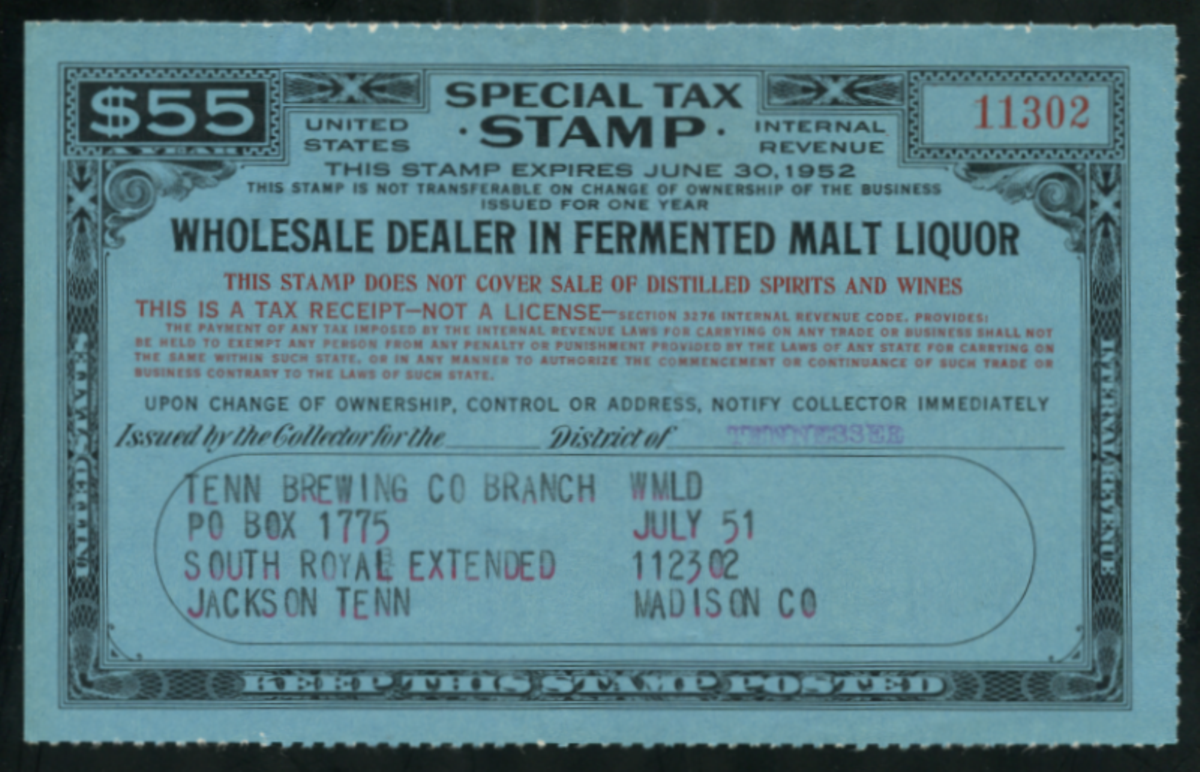 $55
A YEAR
UNITED STATES
SPECIAL TAX
· STAMP ·
INTERNAL REVENUE
11302
THIS STAMP EXPIRES JUNE 30, 1952
THIS STAMP IS NOT TRANSFERABLE ON CHANGE OF OWNERSHIP OF THE BUSINESS
ISSUED FOR ONE YEAR
WHOLESALE DEALER IN FERMENTED MALT LIQUOR
THIS STAMP DOES NOT COVER SALE OF DISTILLED SPIRITS AND WINES
THIS IS A TAX RECEIPT—NOT A LICENSE—SECTION 3276 INTERNAL REVENUE CODE, PROVIDES:
THE PAYMENT OF ANY TAX IMPOSED BY THE INTERNAL REVENUE LAWS FOR CARRYING ON ANY TRADE OR BUSINESS SHALL NOT
BE HELD TO EXEMPT ANY PERSON FROM ANY PENALTY OR PUNISHMENT PROVIDED BY THE LAWS OF ANY STATE FOR CARRYING ON
THE SAME WITHIN SUCH STATE, OR IN ANY MANNER TO AUTHORIZE THE COMMENCEMENT OR CONTINUANCE OF SUCH TRADE OR
BUSINESS CONTRARY TO THE LAWS OF SUCH STATE.
UPON CHANGE OF OWNERSHIP, CONTROL OR ADDRESS, NOTIFY COLLECTOR IMMEDIATELY
Issued by the Collector for the District of TENNESSEE
TENN BREWING CO BRANCH WMLD
PO BOX 1775 JULY 51
SOUTH ROYAL EXTENDED 112302
JACKSON TENN MADISON CO
INTERNAL REVENUE
KEEP THIS STAMP POSTED